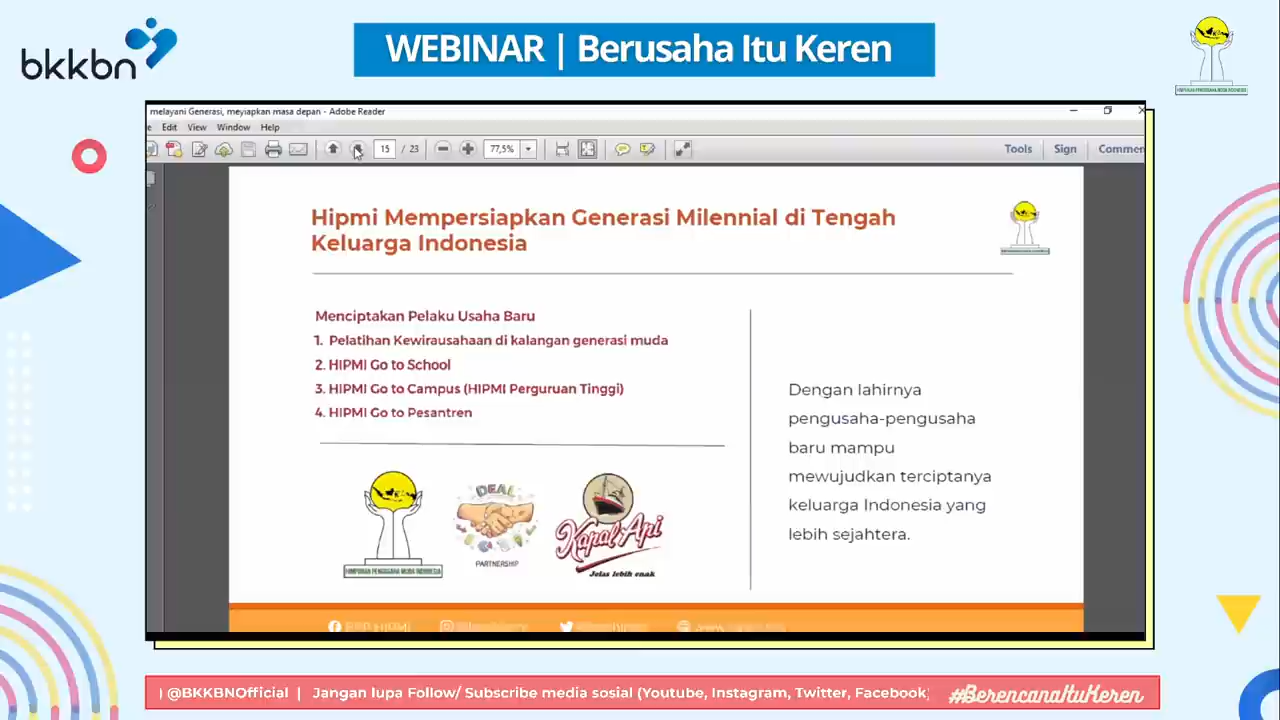 bkkbn
WEBINAR | Berusaha Itu Keren
melayani Generasi, meyiapkan masa depan - Adobe Reader
Edit View Window Help
15 / 23 77,5% Tools Sign Commen
Hipmi Mempersiapkan Generasi Milennial di Tengah
Keluarga Indonesia
Menciptakan Pelaku Usaha Baru
1. Pelatihan Kewirausahaan di kalangan generasi muda
2. HIPMI Go to School
3. HIPMI Go to Campus (HIPMI Perguruan Tinggi)
4. HIPMI Go to Pesantren
HIMPUNAN PENGUSAHA MUDA INDONESIA
DEAL
PARTNERSHIP
Kapal Api
Jelas lebih enak
Dengan lahirnya
pengusaha-pengusaha
baru mampu
mewujudkan terciptanya
keluarga Indonesia yang
lebih sejahtera.
) @BKKBNOfficial | Jangan lupa Follow/ Subscribe media sosial (Youtube, Instagram, Twitter, Facebook)
#BerencanaItuKeren